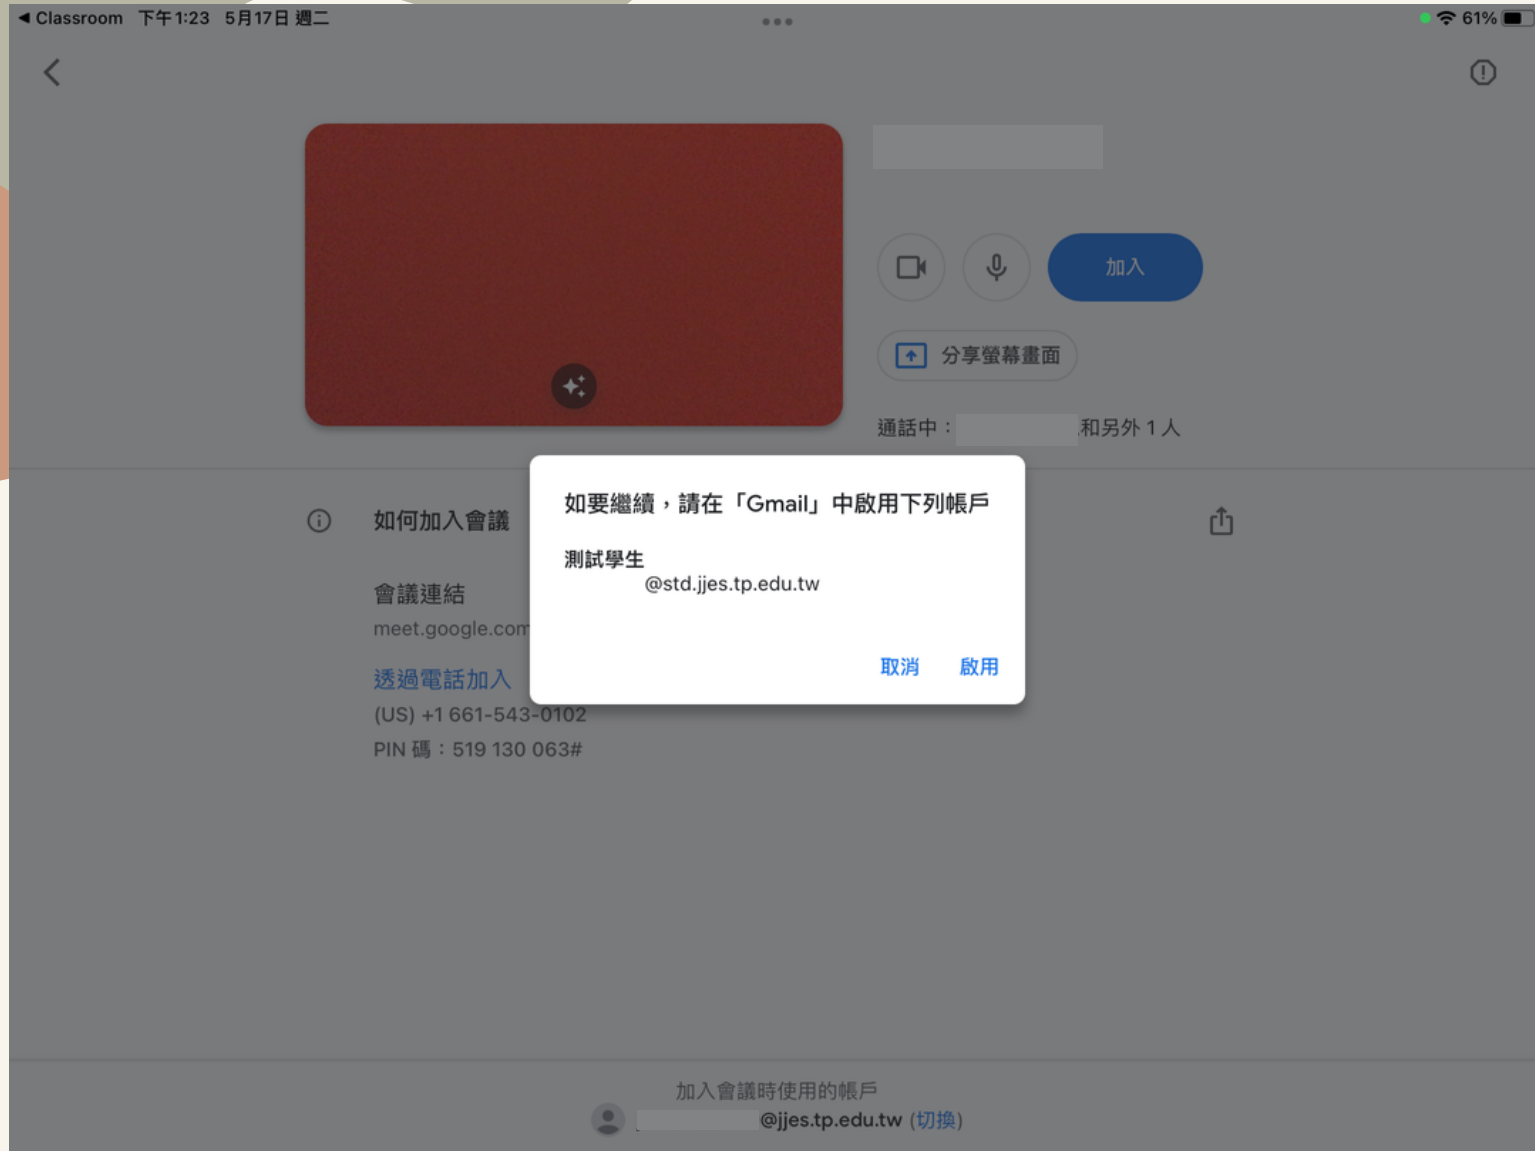 ◀ Classroom 下午1:23 5月17日 週二
61%
加入
分享螢幕畫面
通話中：和另外 1 人
如要繼續，請在「Gmail」中啟用下列帳戶
測試學生
@std.jjes.tp.edu.tw
取消 啟用
如何加入會議
會議連結
meet.google.com
透過電話加入
(US) +1 661-543-0102
PIN 碼：519 130 063#
加入會議時使用的帳戶
@jjes.tp.edu.tw (切換)